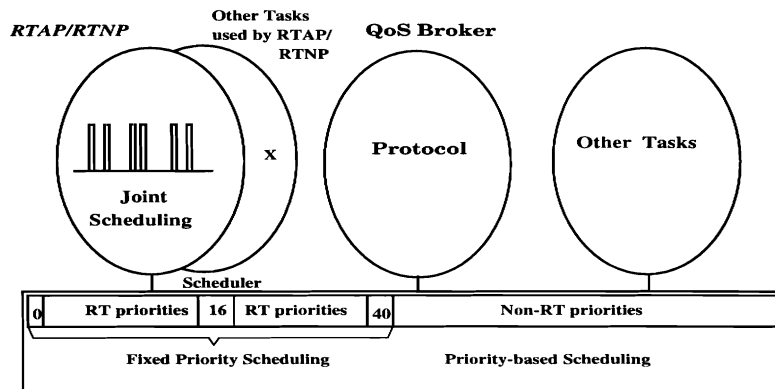 RTAP/RTNP
Other Tasks
used by RTAP/
RTNP
QoS Broker
X
Joint
Scheduling
Protocol
Other Tasks
Scheduler
0
RT priorities
16
RT priorities
40
Non-RT priorities
Fixed Priority Scheduling
Priority-based Scheduling